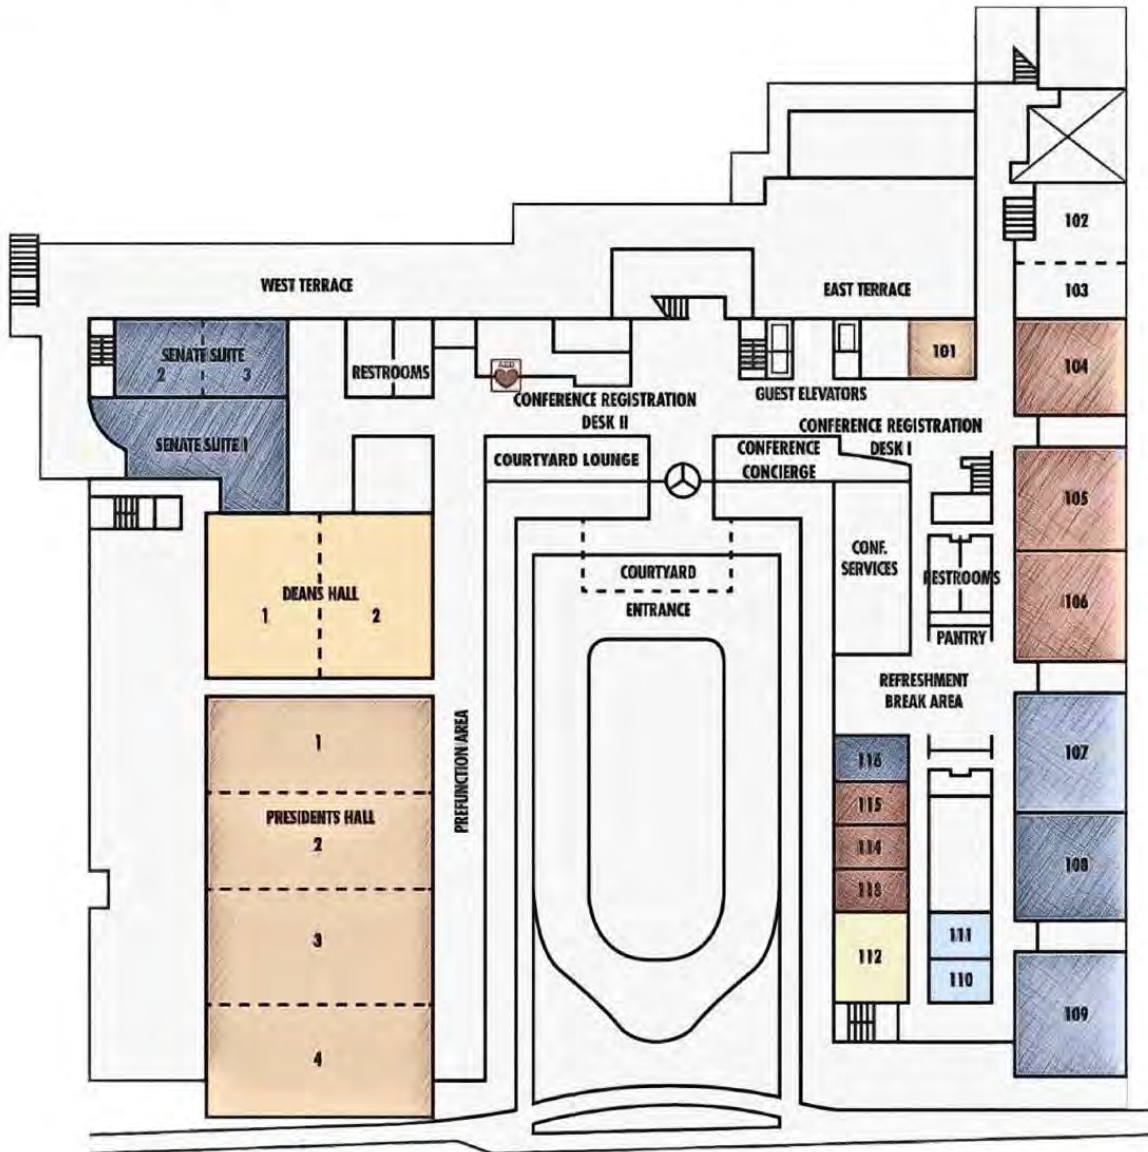 102
WEST TERRACE
EAST TERRACE
103
SENATE SUITE
2 3
RESTROOMS
AED
101
104
GUEST ELEVATORS
CONFERENCE REGISTRATION
DESK II
CONFERENCE REGISTRATION
DESK I
SENATE SUITE I
COURTYARD LOUNGE
CONFERENCE
CONCIERGE
105
CONF.
SERVICES
COURTYARD
ENTRANCE
RESTROOMS
106
DEANS HALL
1 2
PANTRY
REFRESHMENT
BREAK AREA
PREFUNCTION AREA
1
PRESIDENTS HALL
2
3
4
107
116
115
114
113
112
108
111
110
109